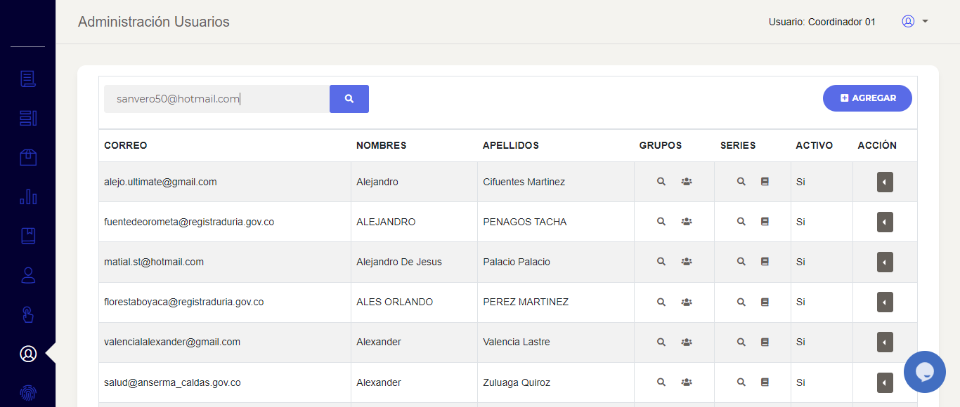 Administración Usuarios
Usuario: Coordinador 01
sanvero50@hotmail.com
AGREGAR
CORREO NOMBRES APELLIDOS GRUPOS SERIES ACTIVO ACCIÓN
alejo.ultimate@gmail.com Alejandro Cifuentes Martinez Si
fuentedeorometa@registraduria.gov.co ALEJANDRO PENAGOS TACHA Si
matial.st@hotmail.com Alejandro De Jesus Palacio Palacio Si
florestaboyaca@registraduria.gov.co ALES ORLANDO PEREZ MARTINEZ Si
valencialalexander@gmail.com Alexander Valencia Lastre Si
salud@anserma_caldas.gov.co Alexander Zuluaga Quiroz Si